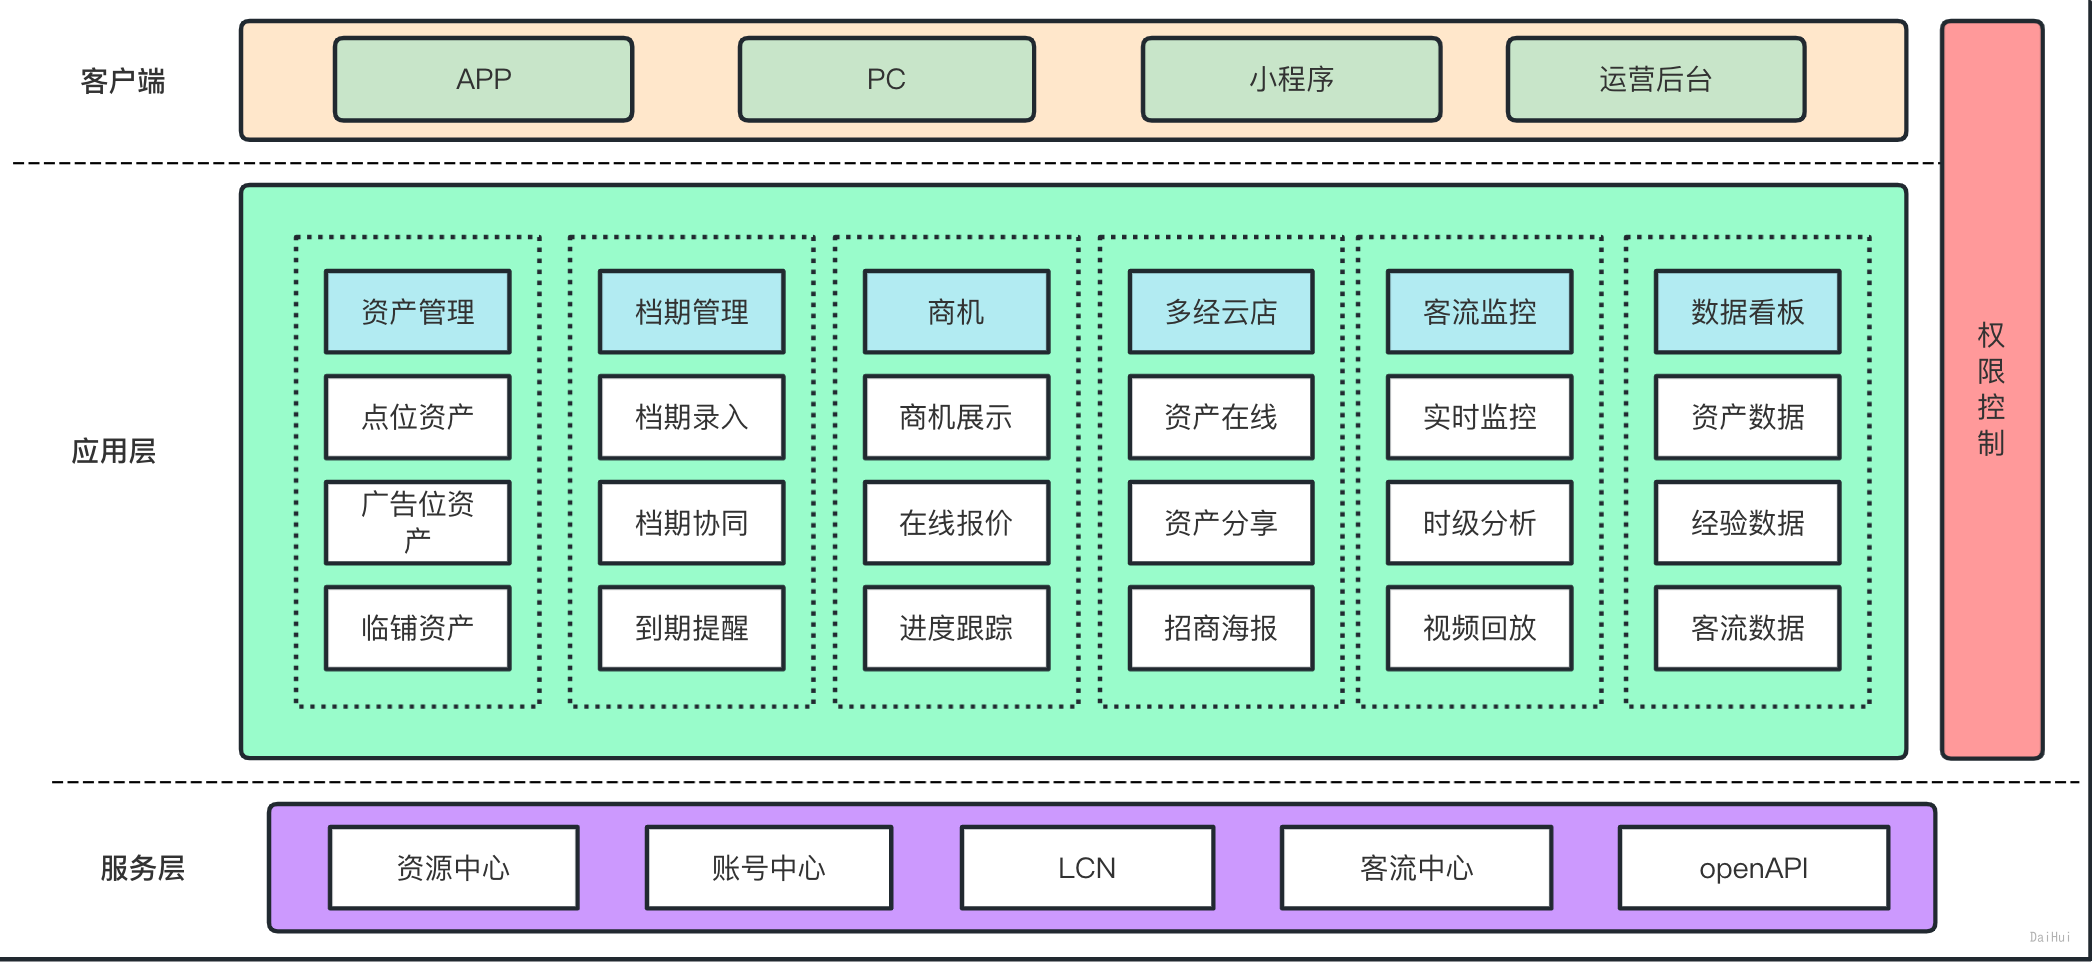 客户端
APP
PC
小程序
运营后台
应用层
资产管理
点位资产
广告位资
产
临铺资产
档期管理
档期录入
档期协同
到期提醒
商机
商机展示
在线报价
进度跟踪
多经云店
资产在线
资产分享
招商海报
客流监控
实时监控
时级分析
视频回放
数据看板
资产数据
经验数据
客流数据
权
限
控
制
服务层
资源中心
账号中心
LCN
客流中心
openAPI
DaiHui